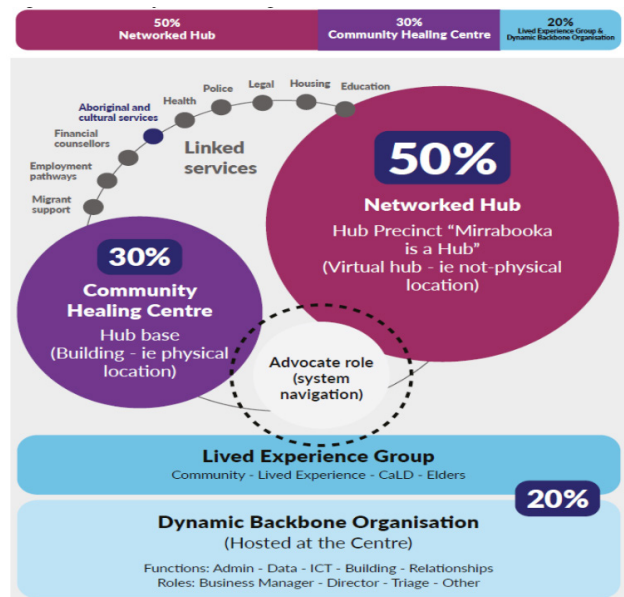 50%
Networked Hub
30%
Community Healing Centre
20%
Lived Experience Group &
Dynamic Backbone Organisation
Police
Legal
Housing
Education
Health
Aboriginal and
cultural services
Financial
counsellors
Employment
pathways
Migrant
support
Linked
services
50%
Networked Hub
Hub Precinct “Mirrabooka
is a Hub”
(Virtual hub - ie not-physical
location)
30%
Community
Healing Centre
Hub base
(Building - ie physical
location)
Advocate role
(system
navigation)
Lived Experience Group
Community - Lived Experience - CaLD - Elders
20%
Dynamic Backbone Organisation
(Hosted at the Centre)
Functions: Admin - Data - ICT - Building - Relationships
Roles: Business Manager - Director - Triage - Other